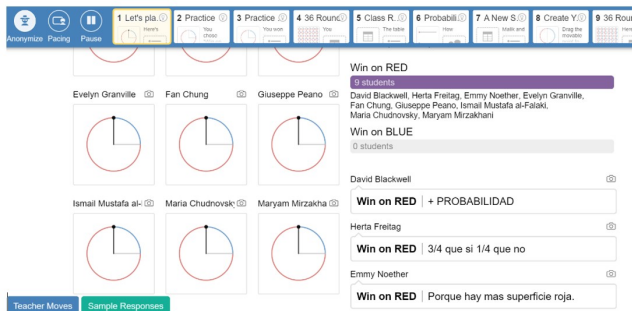 Anonymize Pacing Pause
1 Let's pla..
2 Practice
3 Practice
4 36 Round
5 Class R..
6 Probabili..
7 A New S..
8 Create Y..
9 36 Roun
Here's
You chose
You won
You
The table
How
Maths and
Drag the movable
Here
Win on RED
9 students
David Blackwell, Herta Freitag, Emmy Noether, Evelyn Granville,
Fan Chung, Giuseppe Peano, Ismail Mustafa al-Falaki,
Maria Chudnovsky, Maryam Mirzakhani
Win on BLUE
0 students
Evelyn Granville
Fan Chung
Giuseppe Peano
Ismail Mustafa al-
Maria Chudnovsk
Maryam Mirzakha
David Blackwell
Win on RED | + PROBABILIDAD
Herta Freitag
Win on RED | 3/4 que si 1/4 que no
Emmy Noether
Win on RED | Porque hay mas superficie roja.
Teacher Moves
Sample Responses